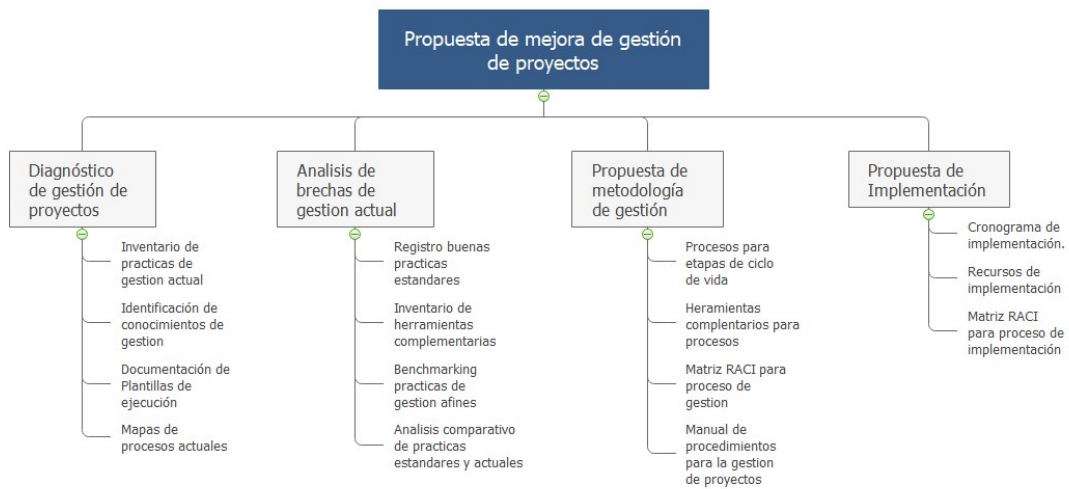 Propuesta de mejora de gestión
de proyectos
Diagnóstico
de gestión de
proyectos
Inventario de
practicas de
gestion actual
Identificación de
conocimientos de
gestion
Documentación de
Plantillas de
ejecución
Mapas de
procesos actuales
Analisis de
brechas de
gestion actual
Registro buenas
practicas
estandares
Inventario de
herramientas
complementarias
Benchmarking
practicas de
gestion afines
Analisis comparativo
de practicas
estandares y actuales
Propuesta de
metodología
de gestión
Procesos para
etapas de ciclo
de vida
Heramientas
complentarios para
procesos
Matriz RACI para
proceso de
gestion
Manual de
procedimientos
para la gestion
de proyectos
Propuesta de
Implementación
Cronograma de
implementación.
Recursos de
implementación
Matriz RACI
para proceso de
implementación